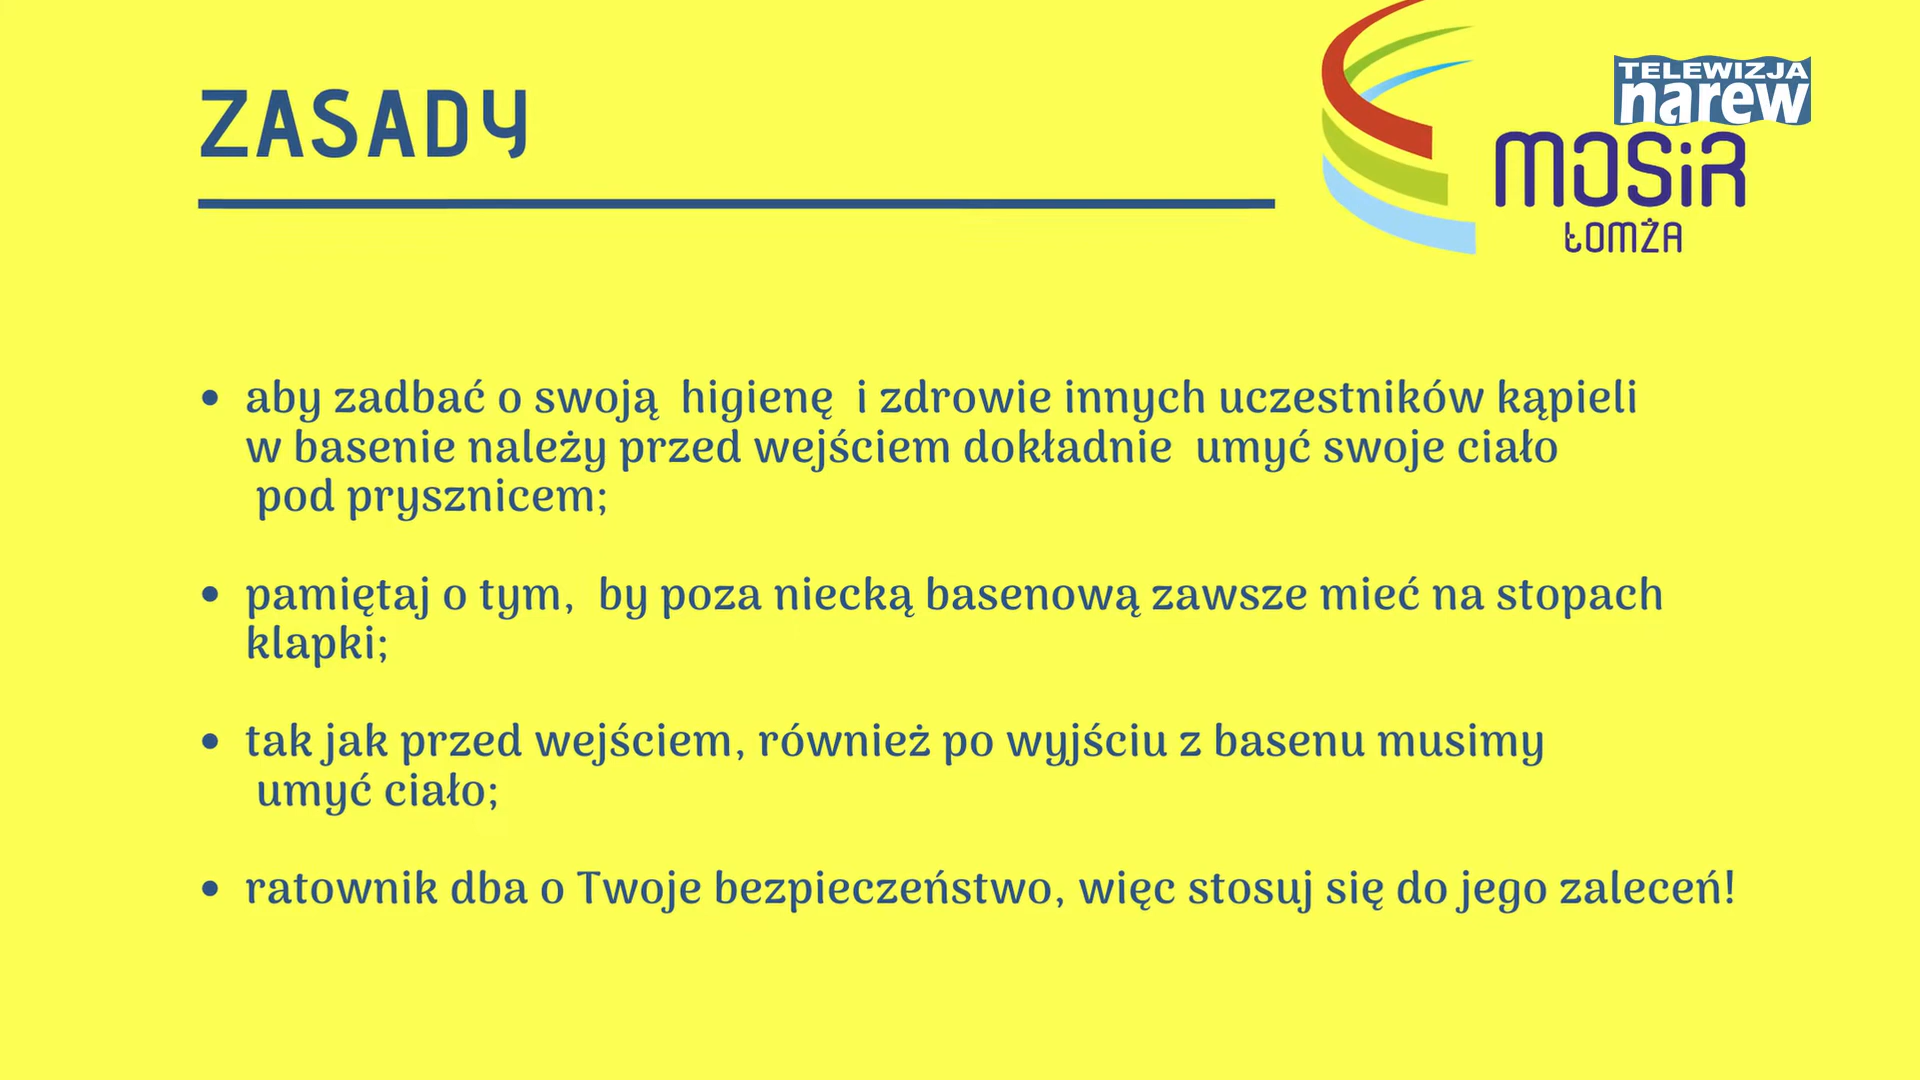 ZASADY
TELEWIZJA
narew
MOSiR
ŁOMŻA
• aby zadbać o swoją higienę i zdrowie innych uczestników kąpieli
w basenie należy przed wejściem dokładnie umyć swoje ciało
pod prysznicem;
• pamiętaj o tym, by poza niecką basenową zawsze mieć na stopach
klapki;
• tak jak przed wejściem, również po wyjściu z basenu musimy
umyć ciało;
• ratownik dba o Twoje bezpieczeństwo, więc stosuj się do jego zaleceń!